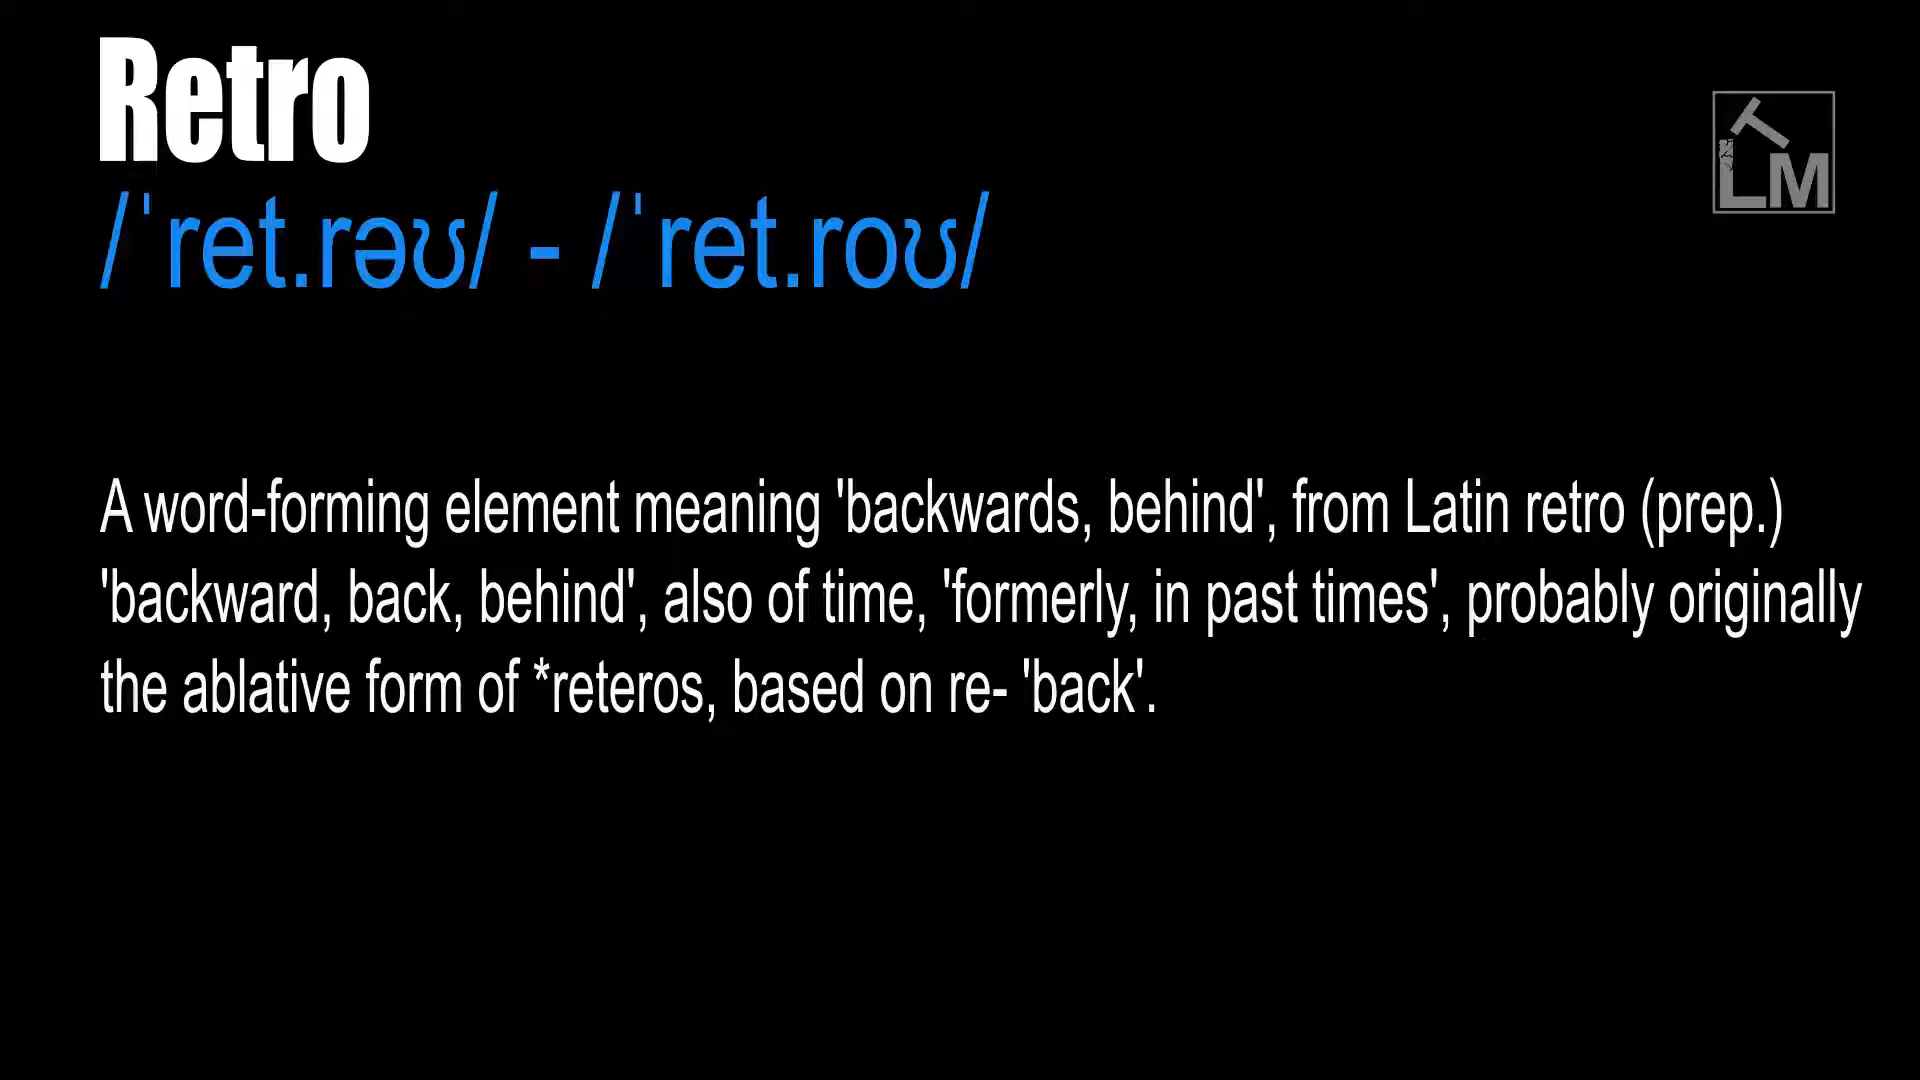 Retro
/ˈret.rəʊ/ - /ˈret.roʊ/
LTM
A word-forming element meaning 'backwards, behind', from Latin retro (prep.)
'backward, back, behind', also of time, 'formerly, in past times', probably originally
the ablative form of *reteros, based on re- 'back'.